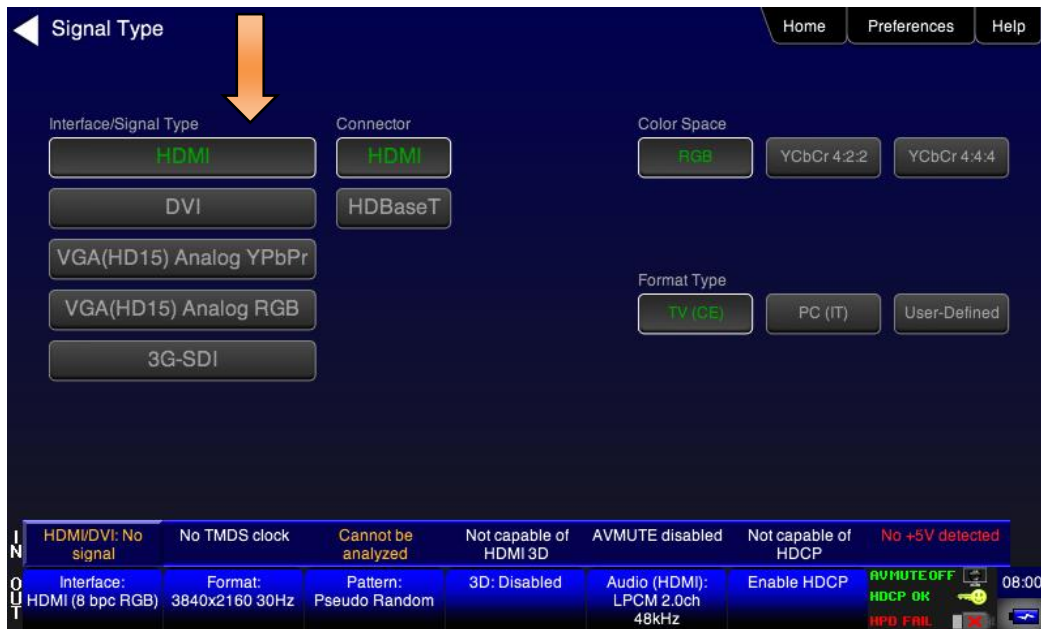 Signal Type
Home
Preferences
Help
Interface/Signal Type
Connector
Color Space
HDMI
HDMI
RGB
YCbCr 4:2:2
YCbCr 4:4:4
DVI
HDBaseT
VGA(HD15) Analog YPbPr
Format Type
VGA(HD15) Analog RGB
TV (CE)
PC (IT)
User-Defined
3G-SDI
IN
HDMI/DVI: No
signal
No TMDS clock
Cannot be
analyzed
Not capable of
HDMI 3D
AVMUTE disabled
Not capable of
HDCP
No +5V detected
OUT
Interface:
HDMI (8 bpc RGB)
Format:
3840x2160 30Hz
Pattern:
Pseudo Random
3D: Disabled
Audio (HDMI):
LPCM 2.0ch
48kHz
Enable HDCP
AVMUTE OFF
HDCP OK
HPD FAIL
08:00